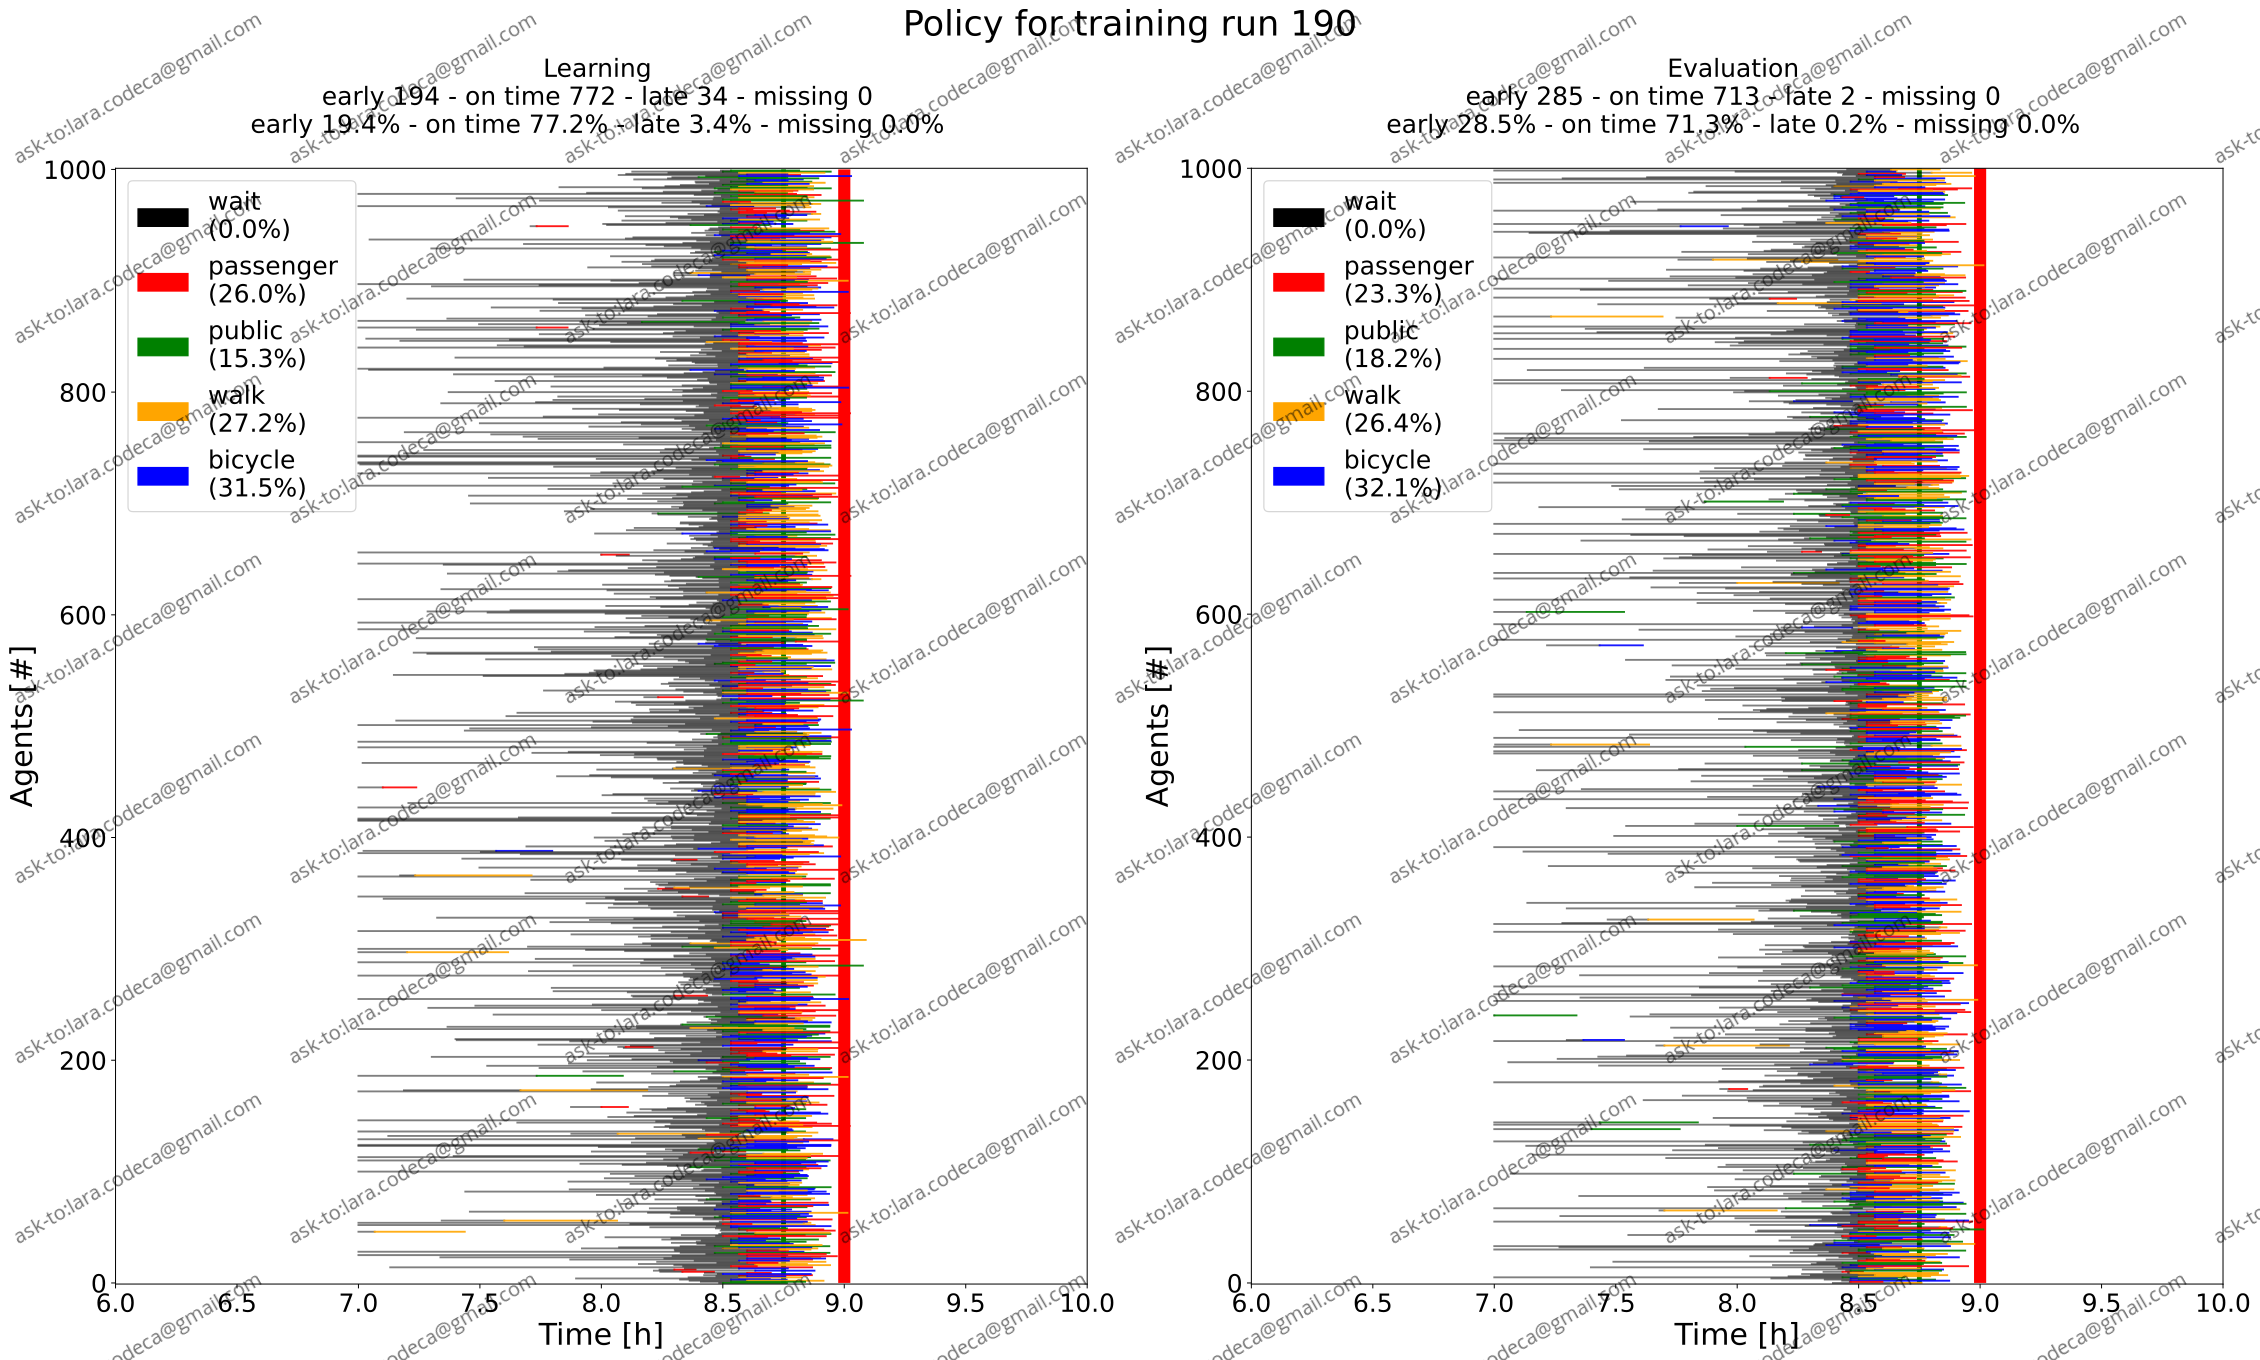 Policy for training run 190
Learning
early 194 - on time 772 - late 34 - missing 0
early 19.4% - on time 77.2% - late 3.4% - missing 0.0%
1000
800
600
400
200
0
Agents [#]
wait
(0.0%)
passenger
(26.0%)
public
(15.3%)
walk
(27.2%)
bicycle
(31.5%)
6.0 6.5 7.0 7.5 8.0 8.5 9.0 9.5 10.0
Time [h]
Evaluation
early 285 - on time 713 - late 2 - missing 0
early 28.5% - on time 71.3% - late 0.2% - missing 0.0%
1000
800
600
400
200
0
Agents [#]
wait
(0.0%)
passenger
(23.3%)
public
(18.2%)
walk
(26.4%)
bicycle
(32.1%)
6.0 6.5 7.0 7.5 8.0 8.5 9.0 9.5 10.0
Time [h]
ask-to:lara.codeca@gmail.com